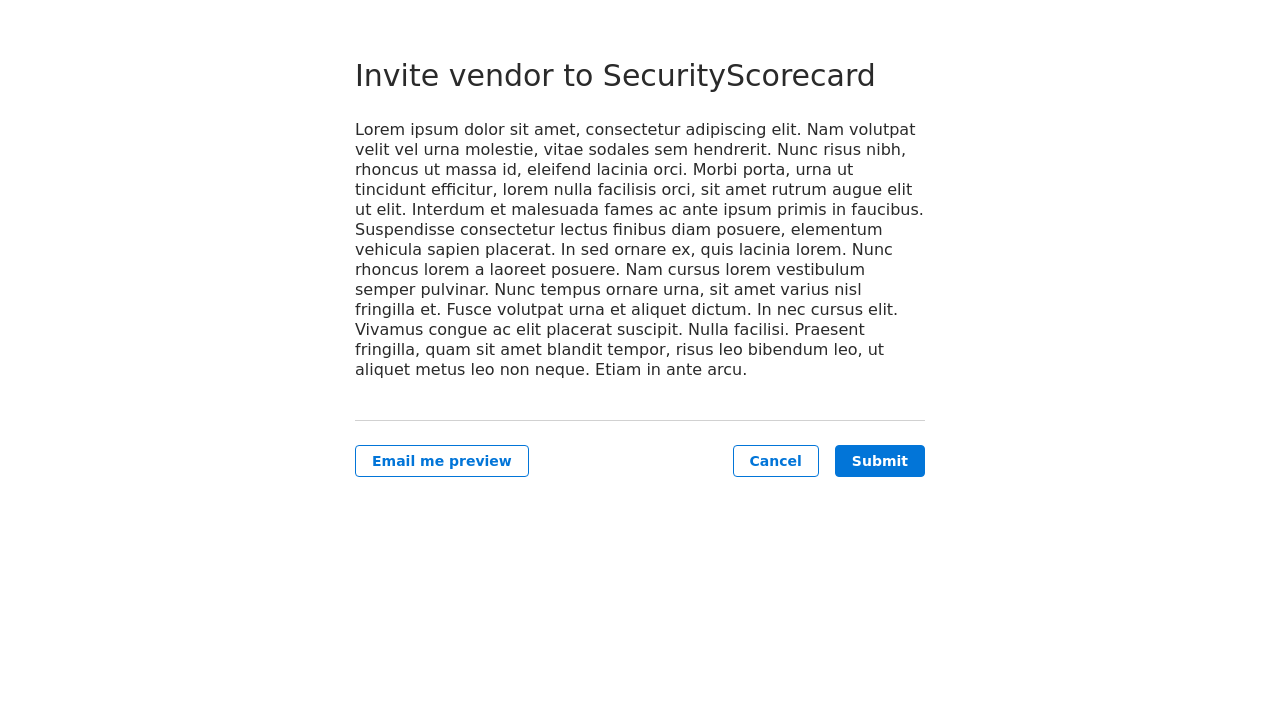 Invite vendor to SecurityScorecard
Lorem ipsum dolor sit amet, consectetur adipiscing elit. Nam volutpat
velit vel urna molestie, vitae sodales sem hendrerit. Nunc risus nibh,
rhoncus ut massa id, eleifend lacinia orci. Morbi porta, urna ut
tincidunt efficitur, lorem nulla facilisis orci, sit amet rutrum augue elit
ut elit. Interdum et malesuada fames ac ante ipsum primis in faucibus.
Suspendisse consectetur lectus finibus diam posuere, elementum
vehicula sapien placerat. In sed ornare ex, quis lacinia lorem. Nunc
rhoncus lorem a laoreet posuere. Nam cursus lorem vestibulum
semper pulvinar. Nunc tempus ornare urna, sit amet varius nisl
fringilla et. Fusce volutpat urna et aliquet dictum. In nec cursus elit.
Vivamus congue ac elit placerat suscipit. Nulla facilisi. Praesent
fringilla, quam sit amet blandit tempor, risus leo bibendum leo, ut
aliquet metus leo non neque. Etiam in ante arcu.
Email me preview Cancel Submit